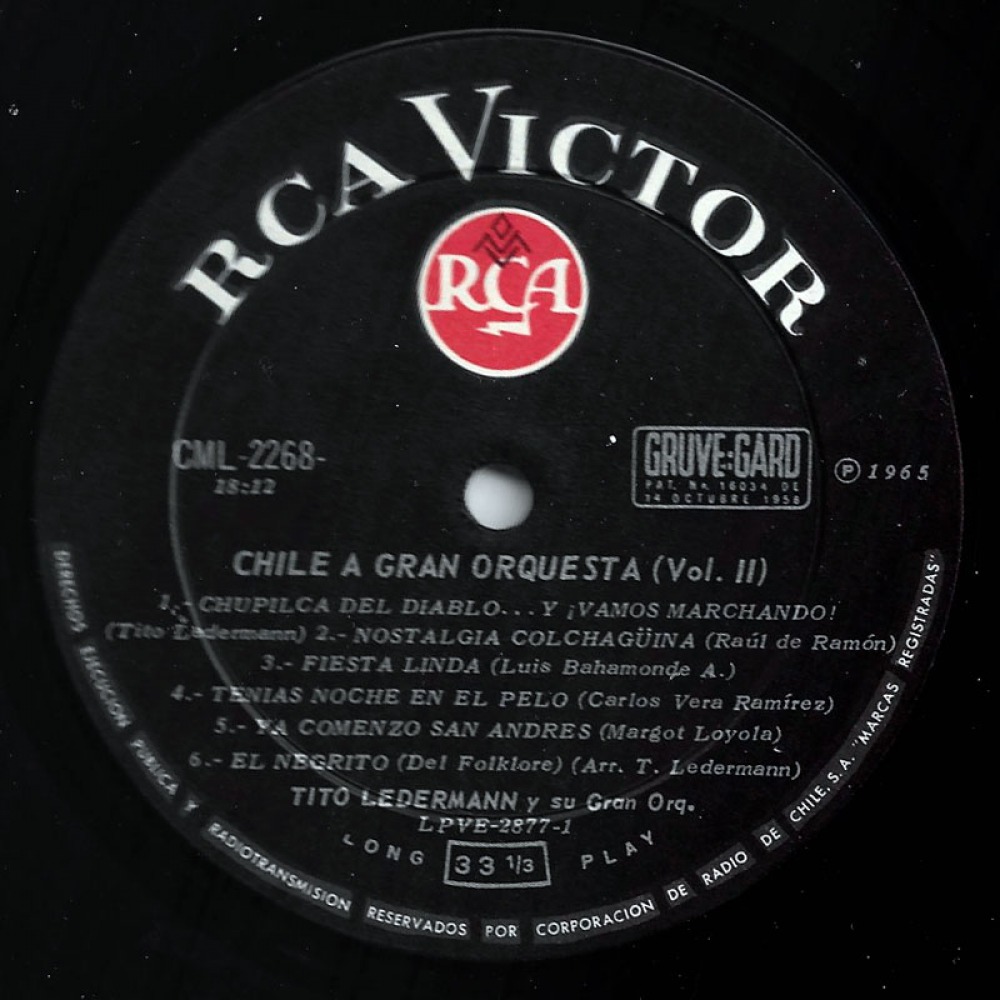 RCA VICTOR
RCA
CML-2268-
18:12
GRUVE:GARD
PAT. No. 16034 DE
14 OCTUBRE 1958
℗ 1965
CHILE A GRAN ORQUESTA (Vol. II)
1.- CHUPILCA DEL DIABLO... Y ¡VAMOS MARCHANDO!
(Tito Ledermann) 2.- NOSTALGIA COLCHAGÜINA (Raúl de Ramón)
3.- FIESTA LINDA (Luis Bahamonde A.)
4.- TENIAS NOCHE EN EL PELO (Carlos Vera Ramírez)
5.- YA COMENZO SAN ANDRES (Margot Loyola)
6.- EL NEGRITO (Del Folklore) (Arr. T. Ledermann)
TITO LEDERMANN y su Gran Orq.
LPVE-2877-1
LONG 33 1/3 PLAY
DERECHOS EJECUCION PUBLICA Y RADIOTRANSMISION RESERVADOS POR CORPORACION DE RADIO DE CHILE, S. A. "MARCAS REGISTRADAS"